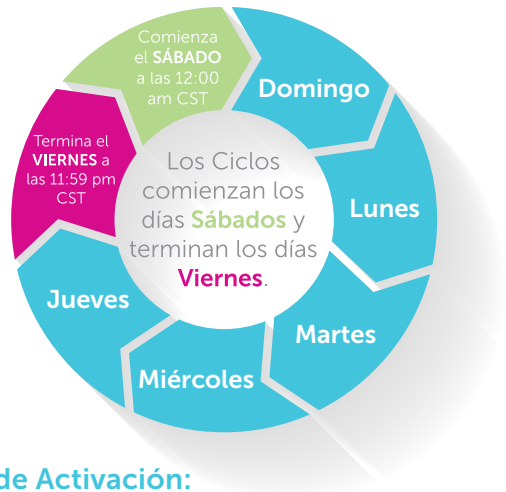 Comienza
el SÁBADO
a las 12:00
am CST
Domingo
Lunes
Martes
Miércoles
Jueves
Termina el
VIERNES a
las 11:59 pm
CST
Los Ciclos
comienzan los
días Sábados y
terminan los días
Viernes.
de Activación: